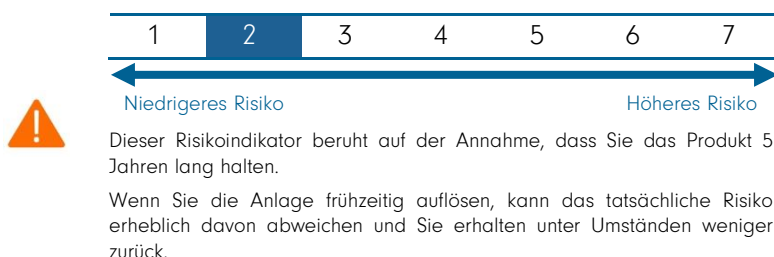 1 2 3 4 5 6 7
Niedrigeres Risiko Höheres Risiko
Dieser Risikoindikator beruht auf der Annahme, dass Sie das Produkt 5
Jahren lang halten.
Wenn Sie die Anlage frühzeitig auflösen, kann das tatsächliche Risiko
erheblich davon abweichen und Sie erhalten unter Umständen weniger
zurück.